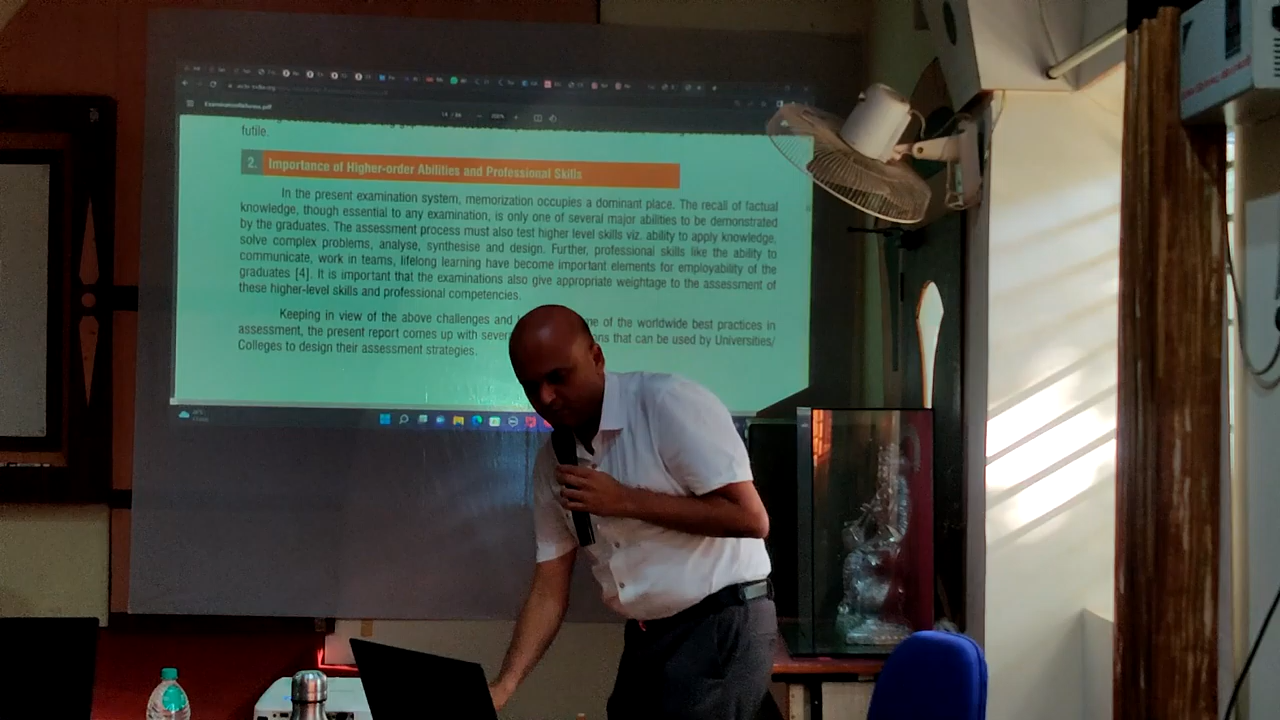 Examination Reforms.pdf
futile.
2. Importance of Higher-order Abilities and Professional Skills
In the present examination system, memorization occupies a dominant place. The recall of factual
knowledge, though essential to any examination, is only one of several major abilities to be demonstrated
by the graduates. The assessment process must also test higher level skills viz. ability to apply knowledge,
solve complex problems, analyse, synthesise and design. Further, professional skills like the ability to
communicate, work in teams, lifelong learning have become important elements for employability of the
graduates [4]. It is important that the examinations also give appropriate weightage to the assessment of
these higher-level skills and professional competencies.
Keeping in view of the above challenges and of the worldwide best practices in
assessment, the present report comes up with that can be used by Universities/
Colleges to design their assessment strategies.